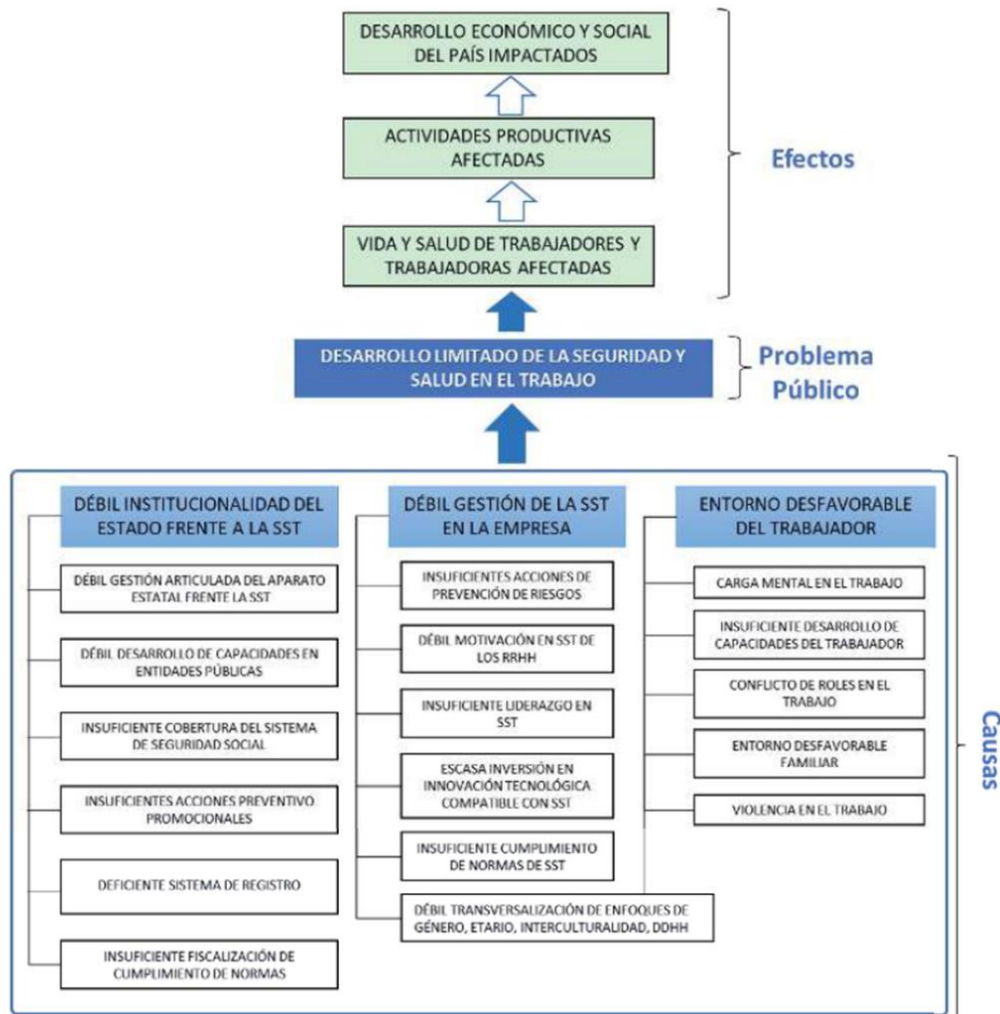 DESARROLLO ECONÓMICO Y SOCIAL
DEL PAÍS IMPACTADOS
ACTIVIDADES PRODUCTIVAS
AFECTADAS
VIDA Y SALUD DE TRABAJADORES Y
TRABAJADORAS AFECTADAS
Efectos
DESARROLLO LIMITADO DE LA SEGURIDAD Y
SALUD EN EL TRABAJO
Problema
Público
DÉBIL INSTITUCIONALIDAD DEL
ESTADO FRENTE A LA SST
DÉBIL GESTIÓN ARTICULADA DEL APARATO
ESTATAL FRENTE LA SST
DÉBIL DESARROLLO DE CAPACIDADES EN
ENTIDADES PÚBLICAS
INSUFICIENTE COBERTURA DEL SISTEMA
DE SEGURIDAD SOCIAL
INSUFICIENTES ACCIONES PREVENTIVO
PROMOCIONALES
DEFICIENTE SISTEMA DE REGISTRO
INSUFICIENTE FISCALIZACIÓN DE
CUMPLIMIENTO DE NORMAS
DÉBIL GESTIÓN DE LA SST
EN LA EMPRESA
INSUFICIENTES ACCIONES DE
PREVENCIÓN DE RIESGOS
DÉBIL MOTIVACIÓN EN SST DE
LOS RRHH
INSUFICIENTE LIDERAZGO EN
SST
ESCASA INVERSIÓN EN
INNOVACIÓN TECNOLÓGICA
COMPATIBLE CON SST
INSUFICIENTE CUMPLIMIENTO
DE NORMAS DE SST
DÉBIL TRANSVERSALIZACIÓN DE ENFOQUES DE
GÉNERO, ETARIO, INTERCULTURALIDAD, DDHH
ENTORNO DESFAVORABLE
DEL TRABAJADOR
CARGA MENTAL EN EL TRABAJO
INSUFICIENTE DESARROLLO DE
CAPACIDADES DEL TRABAJADOR
CONFLICTO DE ROLES EN EL
TRABAJO
ENTORNO DESFAVORABLE
FAMILIAR
VIOLENCIA EN EL TRABAJO
Causas